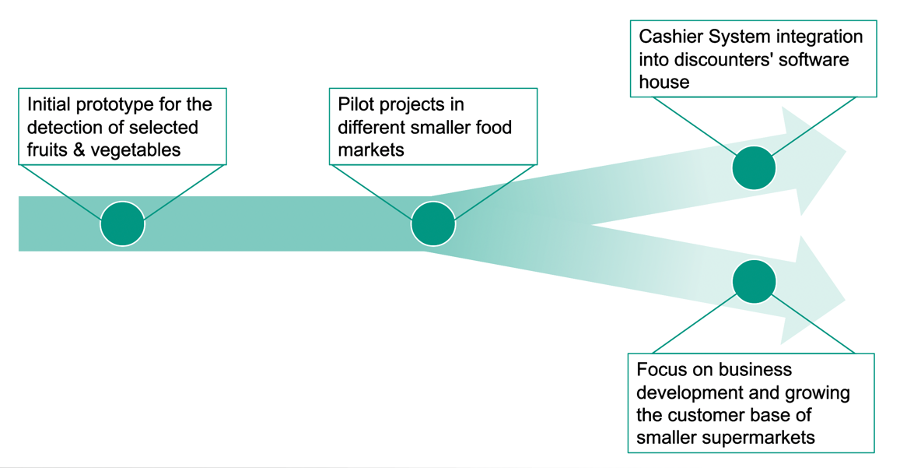 Initial prototype for the
detection of selected
fruits & vegetables
Pilot projects in
different smaller food
markets
Cashier System integration
into discounters' software
house
Focus on business
development and growing
the customer base of
smaller supermarkets